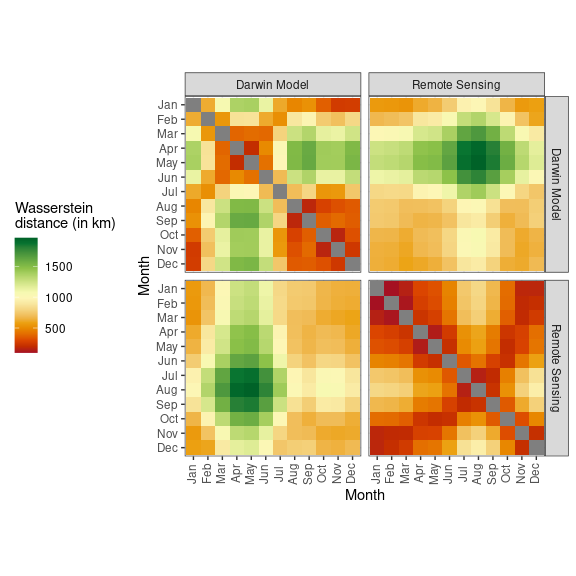 Darwin Model
Remote Sensing
Jan
Feb
Mar
Apr
May
Jun
Jul
Aug
Sep
Oct
Nov
Dec
Darwin Model
Wasserstein
distance (in km)
1500
1000
500
Month
Jan
Feb
Mar
Apr
May
Jun
Jul
Aug
Sep
Oct
Nov
Dec
Remote Sensing
Jan Feb Mar Apr May Jun Jul Aug Sep Oct Nov Dec
Jan Feb Mar Apr May Jun Jul Aug Sep Oct Nov Dec
Month